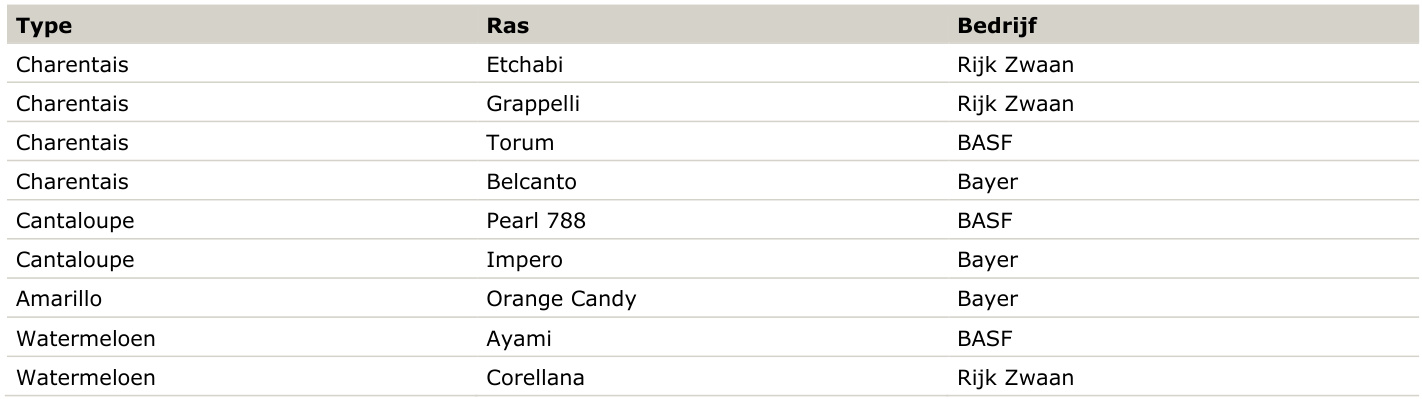 Type Ras Bedrijf
Charentais Etchabi Rijk Zwaan
Charentais Grappelli Rijk Zwaan
Charentais Torum BASF
Charentais Belcanto Bayer
Cantaloupe Pearl 788 BASF
Cantaloupe Impero Bayer
Amarillo Orange Candy Bayer
Watermeloen Ayami BASF
Watermeloen Corellana Rijk Zwaan